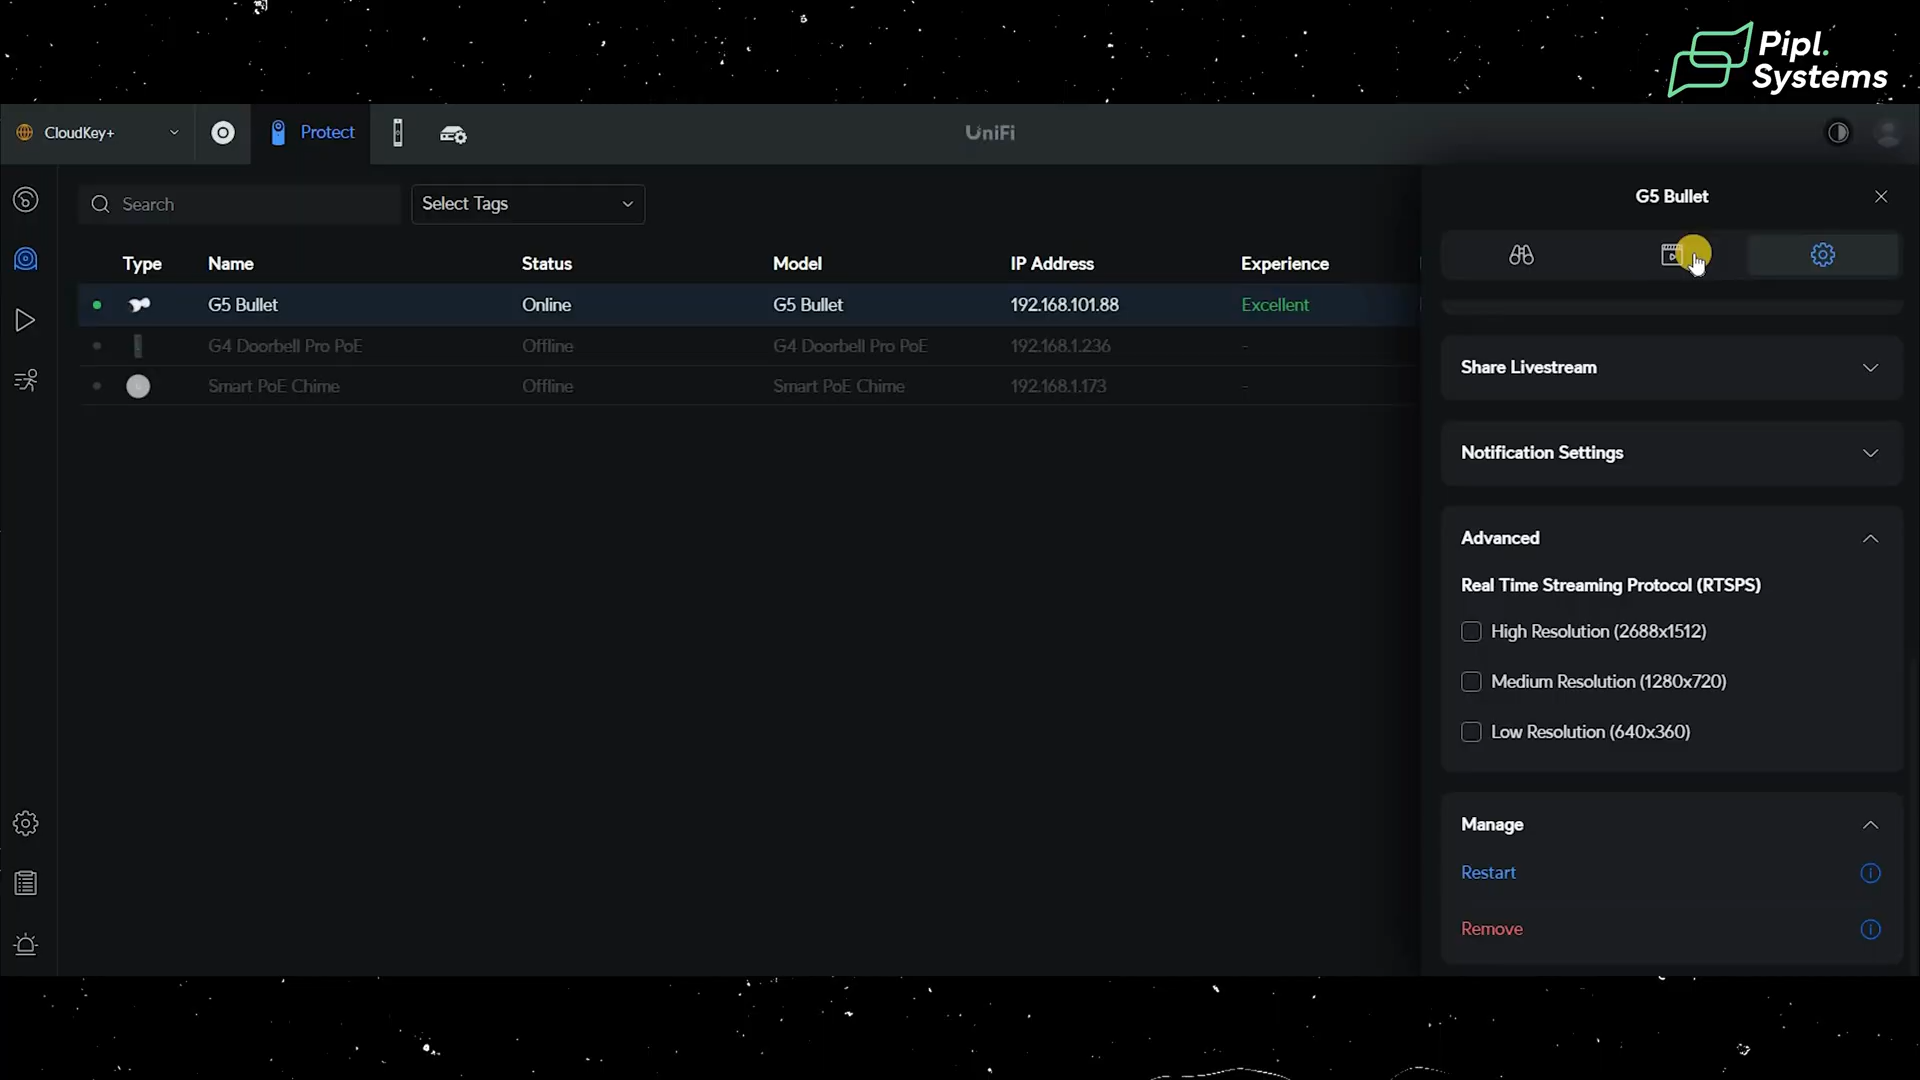 Pipl.
Systems
CloudKey+
Protect
UniFi
Search
Select Tags
Type Name Status Model IP Address Experience
G5 Bullet Online G5 Bullet 192.168.101.88 Excellent
G4 Doorbell Pro PoE Offline G4 Doorbell Pro PoE 192.168.1.236 -
Smart PoE Chime Offline Smart PoE Chime 192.168.1.173 -
G5 Bullet
Share Livestream
Notification Settings
Advanced
Real Time Streaming Protocol (RTSPS)
High Resolution (2688x1512)
Medium Resolution (1280x720)
Low Resolution (640x360)
Manage
Restart
Remove